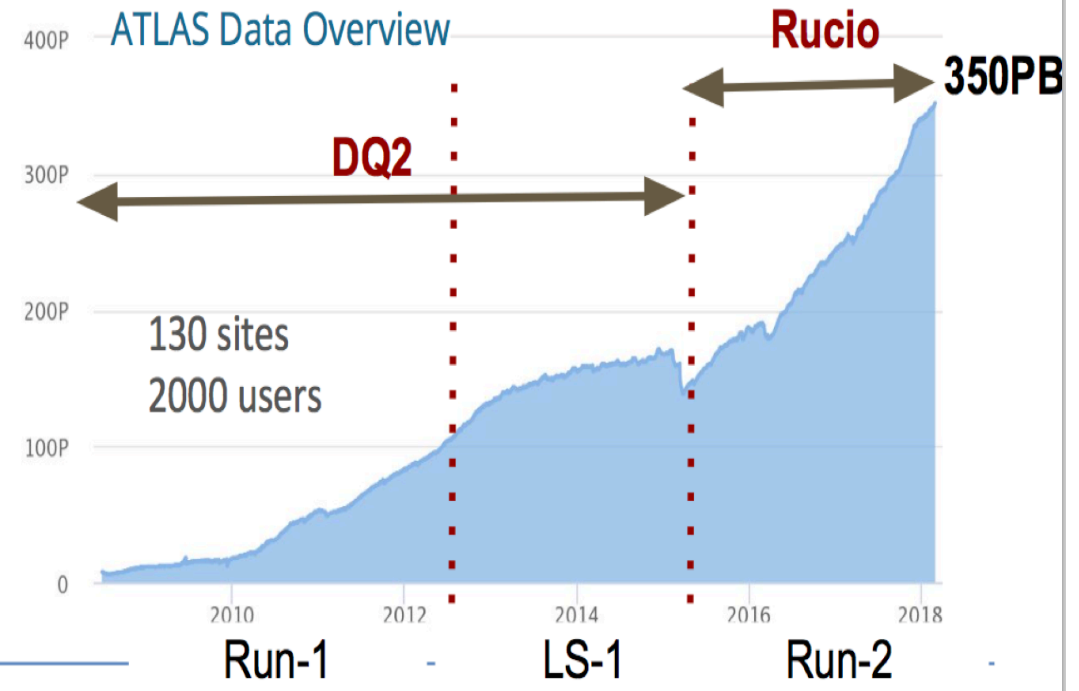 400P
ATLAS Data Overview
Rucio
350PB
DQ2
300P
200P
130 sites
2000 users
100P
0
2010 2012 2014 2016 2018
Run-1 - LS-1 Run-2 -